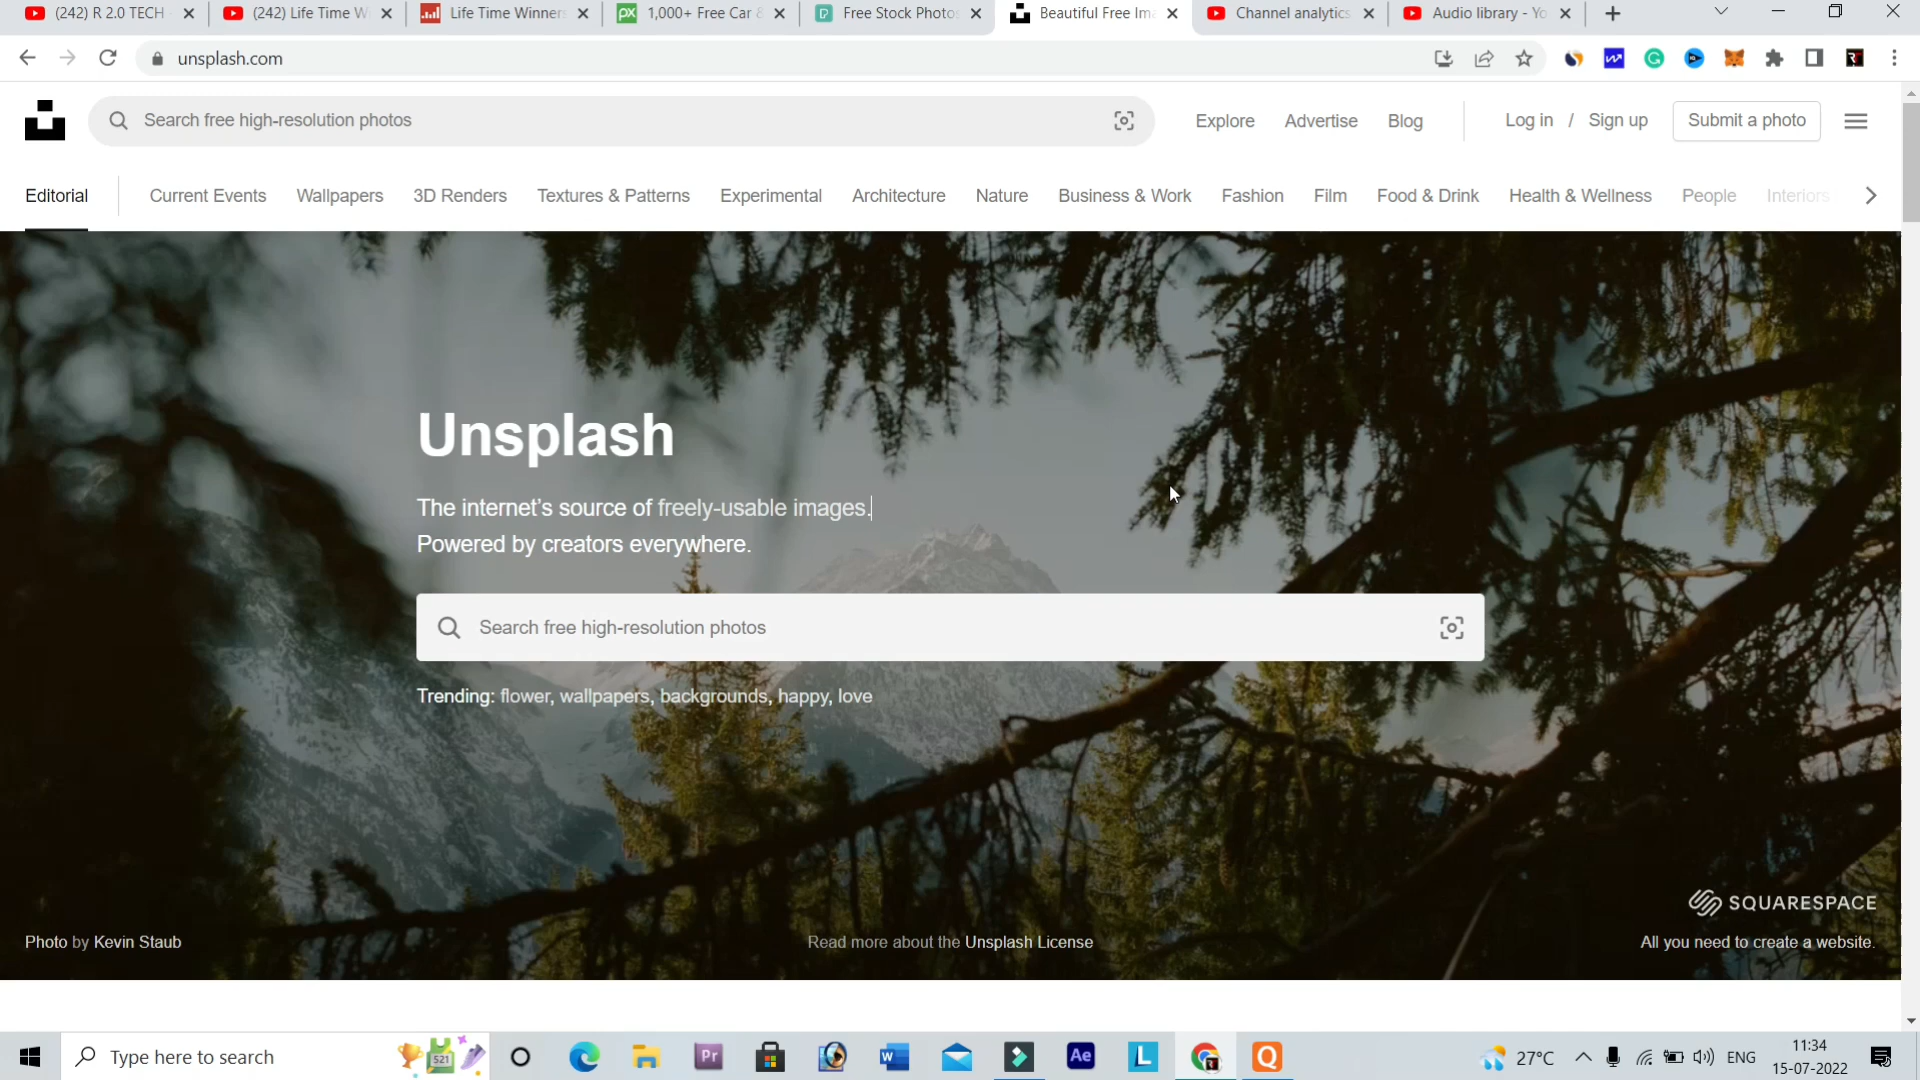 (242) R 2.0 TECH
(242) Life Time Wi
Life Time Winner
1,000+ Free Car &
Free Stock Photo
Beautiful Free Im
Channel analytics
Audio library - Yo
unsplash.com
Search free high-resolution photos
Explore
Advertise
Blog
Log in / Sign up
Submit a photo
Editorial
Current Events
Wallpapers
3D Renders
Textures & Patterns
Experimental
Architecture
Nature
Business & Work
Fashion
Film
Food & Drink
Health & Wellness
People
Interiors
Unsplash
The internet's source of freely-usable images.
Powered by creators everywhere.
Search free high-resolution photos
Trending: flower, wallpapers, backgrounds, happy, love
SQUARESPACE
Photo by Kevin Staub
Read more about the Unsplash License
All you need to create a website.
Type here to search
521
Pr
W
Ae
L
Q
27°C
ENG
11:34
15-07-2022